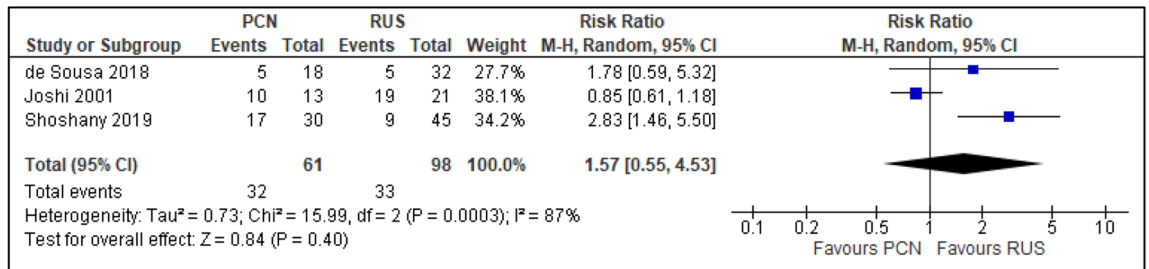 PCN RUS Risk Ratio Risk Ratio
Study or Subgroup Events Total Events Total Weight M-H, Random, 95% CI M-H, Random, 95% CI
de Sousa 2018 5 18 5 32 27.7% 1.78 [0.59, 5.32]
Joshi 2001 10 13 19 21 38.1% 0.85 [0.61, 1.18]
Shoshany 2019 17 30 9 45 34.2% 2.83 [1.46, 5.50]
Total (95% CI) 61 98 100.0% 1.57 [0.55, 4.53]
Total events 32 33
Heterogeneity: Tau² = 0.73; Chi² = 15.99, df = 2 (P = 0.0003); I² = 87%
Test for overall effect: Z = 0.84 (P = 0.40)
0.1 0.2 0.5 1 2 5 10
Favours PCN Favours RUS